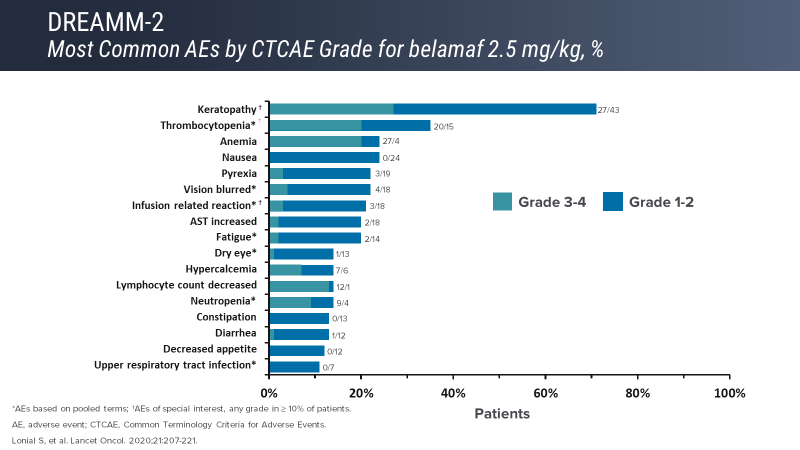 DREAMM-2
Most Common AEs by CTCAE Grade for belamaf 2.5 mg/kg, %
Keratopathy† 27/43
Thrombocytopenia*† 20/15
Anemia 27/4
Nausea 0/24
Pyrexia 3/19
Vision blurred* 4/18
Infusion related reaction*† 3/18
AST increased 2/18
Fatigue* 2/14
Dry eye* 1/13
Hypercalcemia 7/6
Lymphocyte count decreased 12/1
Neutropenia* 9/4
Constipation 0/13
Diarrhea 1/12
Decreased appetite 0/12
Upper respiratory tract infection* 0/7
Grade 3-4 Grade 1-2
0% 20% 40% 60% 80% 100%
Patients
*AEs based on pooled terms; †AEs of special interest, any grade in ≥ 10% of patients.
AE, adverse event; CTCAE, Common Terminology Criteria for Adverse Events.
Lonial S, et al. Lancet Oncol. 2020;21:207-221.